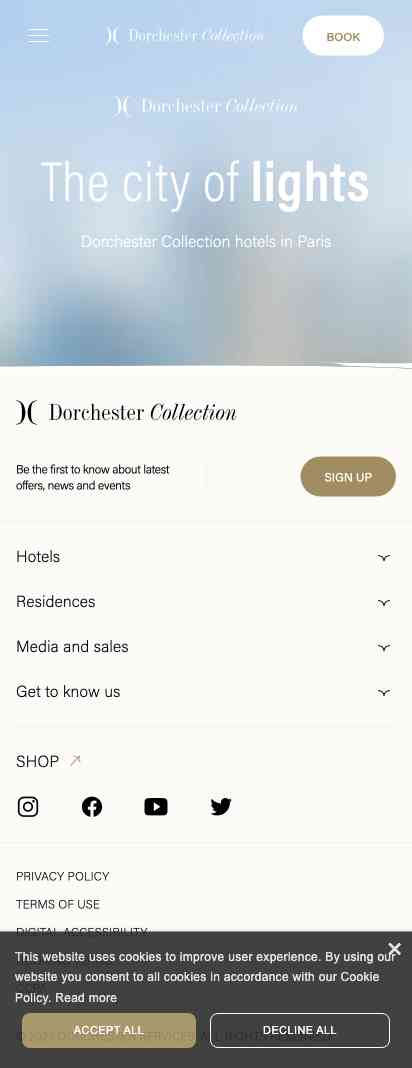 Dorchester Collection
BOOK
Dorchester Collection
The city of lights
Dorchester Collection hotels in Paris
Dorchester Collection
Be the first to know about latest
offers, news and events
SIGN UP
Hotels
Residences
Media and sales
Get to know us
SHOP
PRIVACY POLICY
TERMS OF USE
DIGITAL ACCESSIBILITY
This website uses cookies to improve user experience. By using our
website you consent to all cookies in accordance with our Cookie
Policy. Read more
ACCEPT ALL
DECLINE ALL